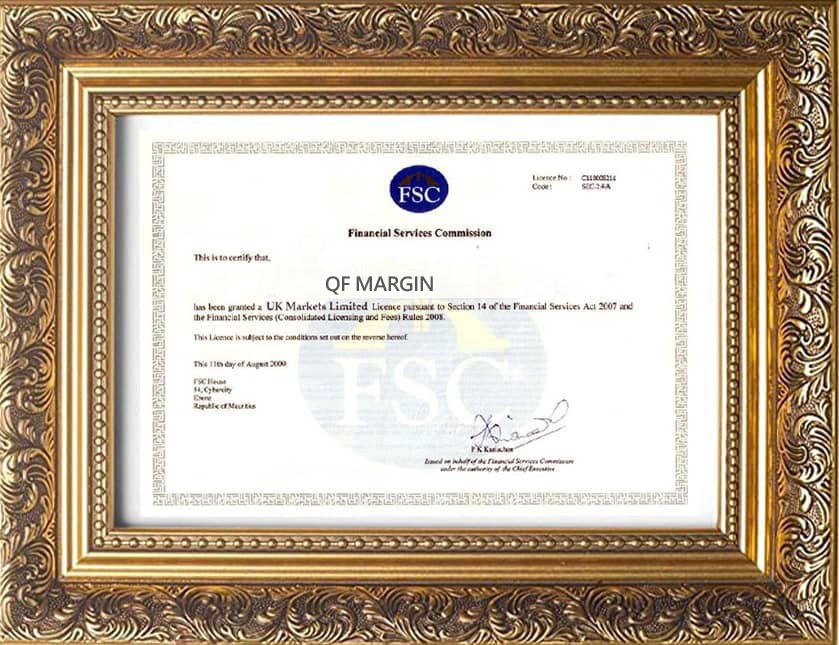 FSC
Licence No : C118008214
Code : SEC-2.4A
Financial Services Commission
This is to certify that,
QF MARGIN
has been granted a UK Markets Limited Licence pursuant to Section 14 of the Financial Services Act 2007 and
the Financial Services (Consolidated Licensing and Fees) Rules 2008.
This Licence is subject to the conditions set out on the reverse hereof.
This 11th day of August 2009
FSC House
54, Cybercity
Ebene
Republic of Mauritius
FSC
Issued on behalf of the Financial Services Commission
under the authority of the Chief Executive